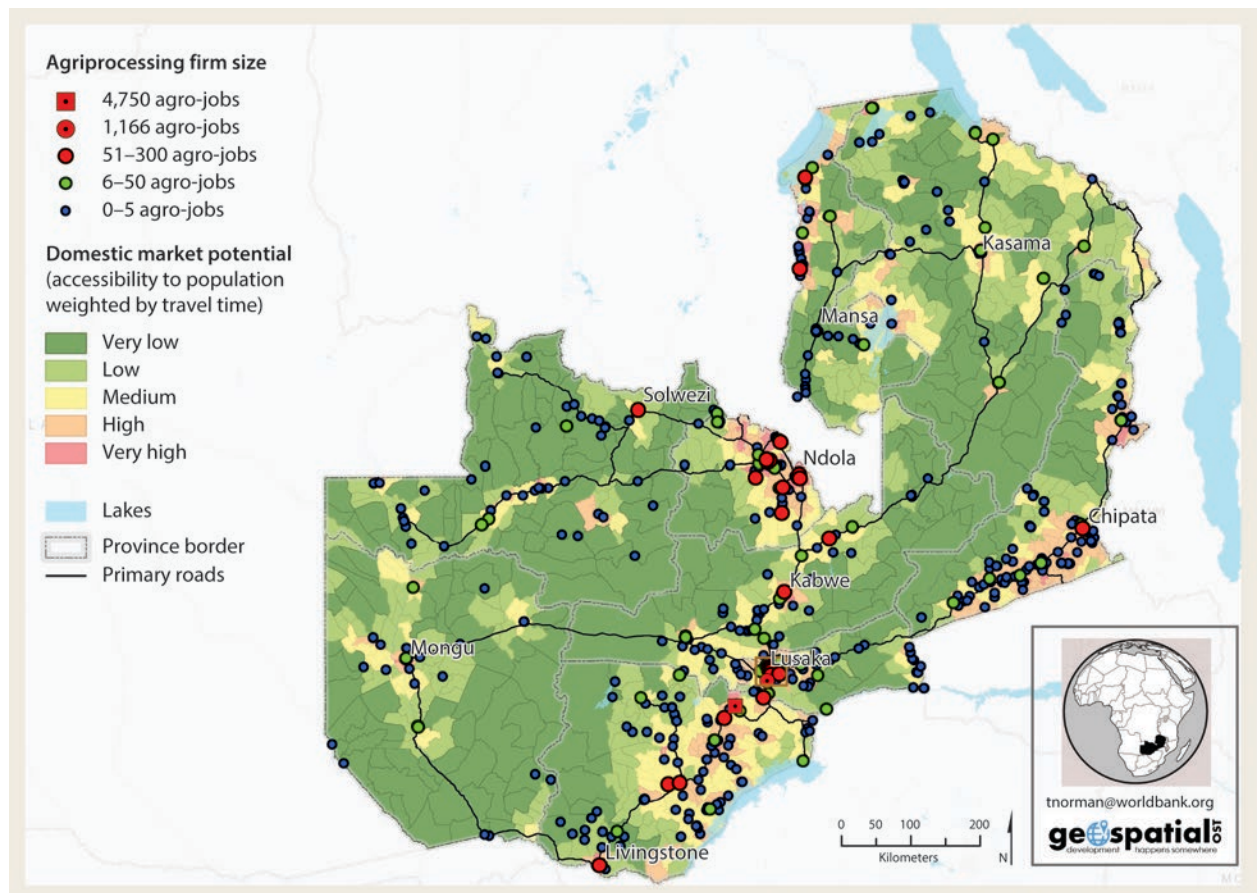 Agriprocessing firm size
4,750 agro-jobs
1,166 agro-jobs
51–300 agro-jobs
6–50 agro-jobs
0–5 agro-jobs
Domestic market potential
(accessibility to population
weighted by travel time)
Very low
Low
Medium
High
Very high
Lakes
Province border
Primary roads
Kasama
Mansa
Solwezi
Ndola
Chipata
Kabwe
Mongu
Lusaka
Livingstone
0 50 100 200
Kilometers
N
tnorman@worldbank.org
geospatial OST
development happens somewhere